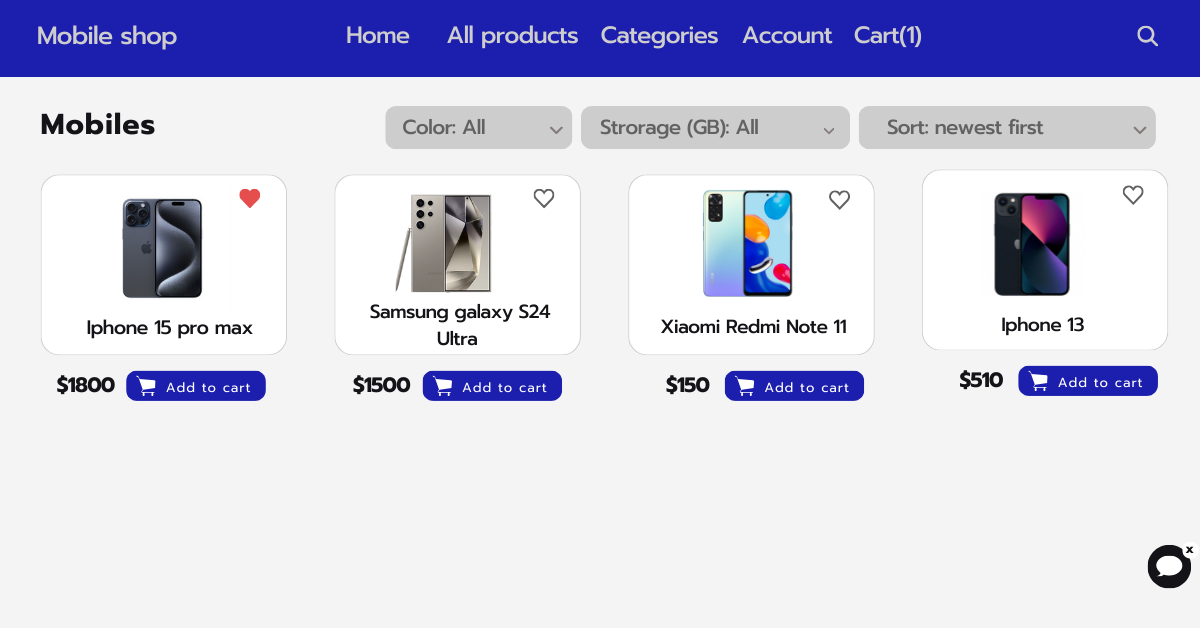 Mobile shop Home All products Categories Account Cart(1)
Mobiles Color: All Strorage (GB): All Sort: newest first
Iphone 15 pro max
Samsung galaxy S24
Ultra
Xiaomi Redmi Note 11
Iphone 13
$1800 Add to cart
$1500 Add to cart
$150 Add to cart
$510 Add to cart
x